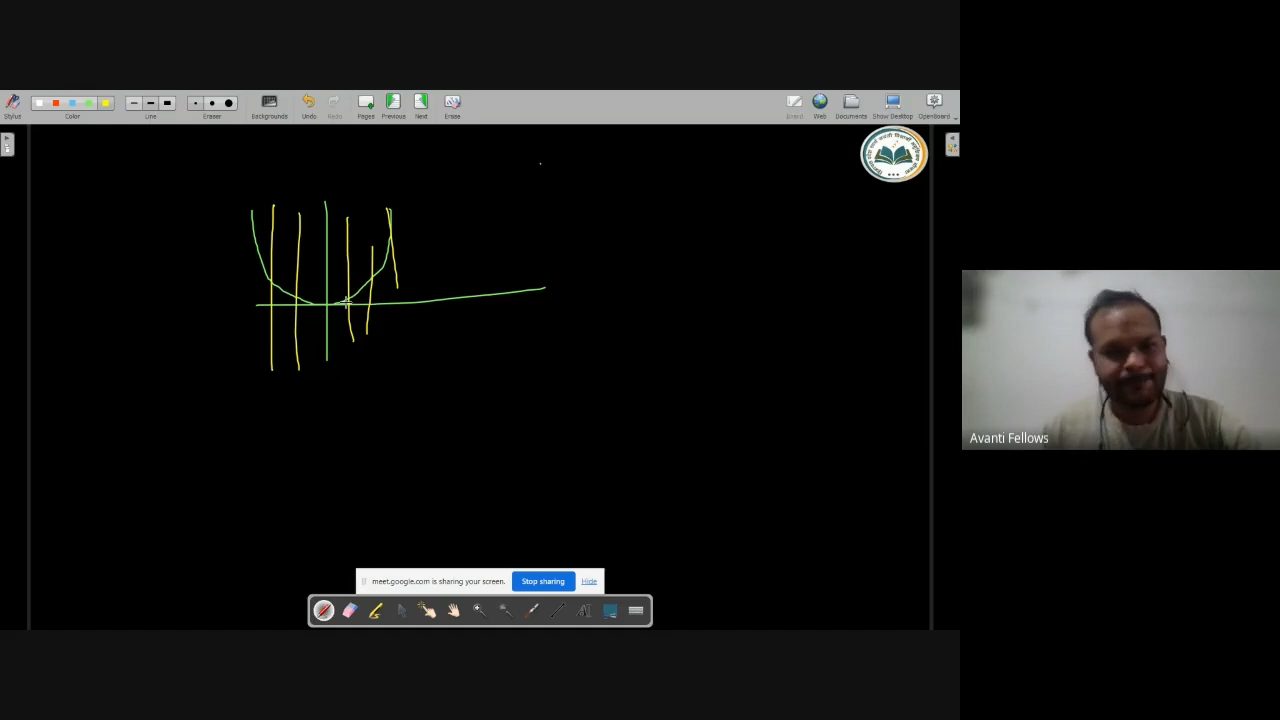 Stylus Color Line Eraser Backgrounds Undo Redo Pages Previous Next Erase Board Web Documents Show Desktop OpenBoard
Avanti Fellows
meet.google.com is sharing your screen. Stop sharing Hide